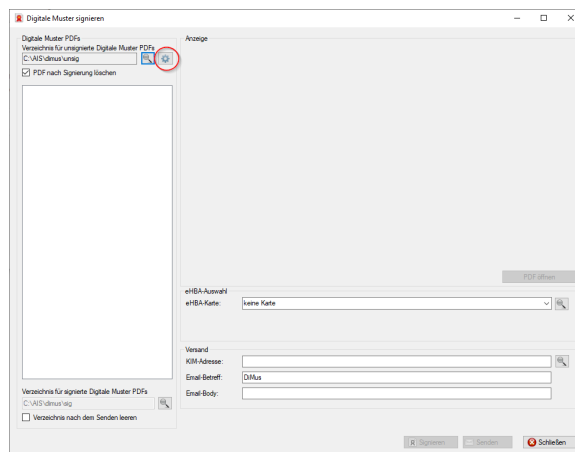 Digitale Muster signieren
Digitale Muster PDFs
Verzeichnis für unsignierte Digitale Muster PDFs
C:\AIS\dimus\unsig
PDF nach Signierung löschen
Verzeichnis für signierte Digitale Muster PDFs
C:\AIS\dimus\sig
Verzeichnis nach dem Senden leeren
Anzeige
PDF öffnen
eHBA-Auswahl
eHBA-Karte: keine Karte
Versand
KIM-Adresse:
Email-Betreff: DiMus
Email-Body:
Signieren Senden Schließen